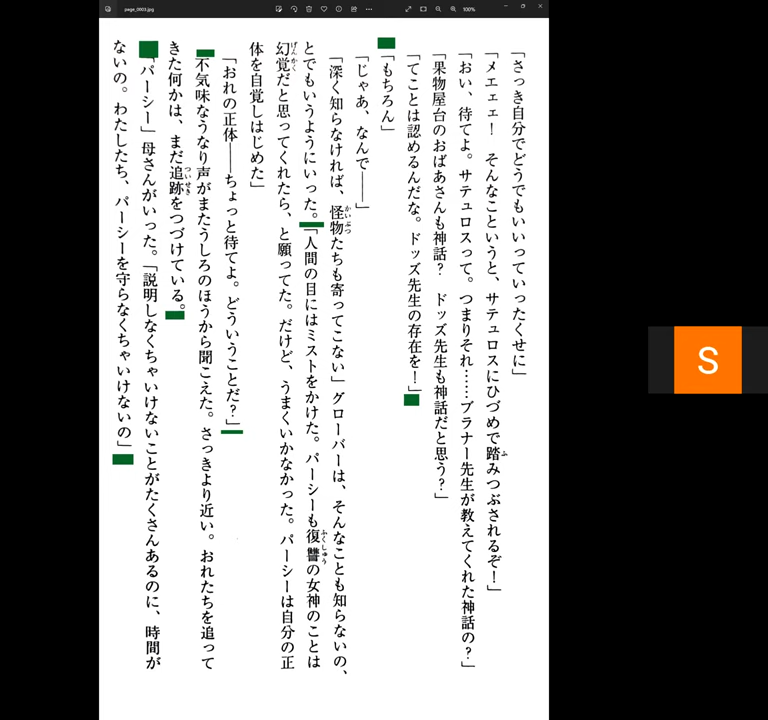 page_0003.jpg
100%
「さっき自分でどうでもいいっていったくせに」
「メエェェ！　そんなこというと、サテュロスにひづめで踏みつぶされるぞ！」
「おい、待てよ。サテュロスって。つまりそれ……ブラナー先生が教えてくれた神話の？」
「果物屋台のおばあさんも神話？　ドッズ先生も神話だと思う？」
「てことは認めるんだな。ドッズ先生の存在を！」
「もちろん」
「じゃあ、なんで――」
「深く知らなければ、怪物たちも寄ってこない」グローバーは、そんなことも知らないの、
とでもいうようにいった。「人間の目にはミストをかけた。パーシーも復讐の女神のことは
幻覚だと思ってくれたら、と願ってた。だけど、うまくいかなかった。パーシーは自分の正
体を自覚しはじめた」
「おれの正体――ちょっと待てよ。どういうことだ？」
不気味なうなり声がまたうしろのほうから聞こえた。さっきより近い。おれたちを追って
きた何かは、まだ追跡をつづけている。
「パーシー」母さんがいった。「説明しなくちゃいけないことがたくさんあるのに、時間が
ないの。わたしたち、パーシーを守らなくちゃいけないの」
S